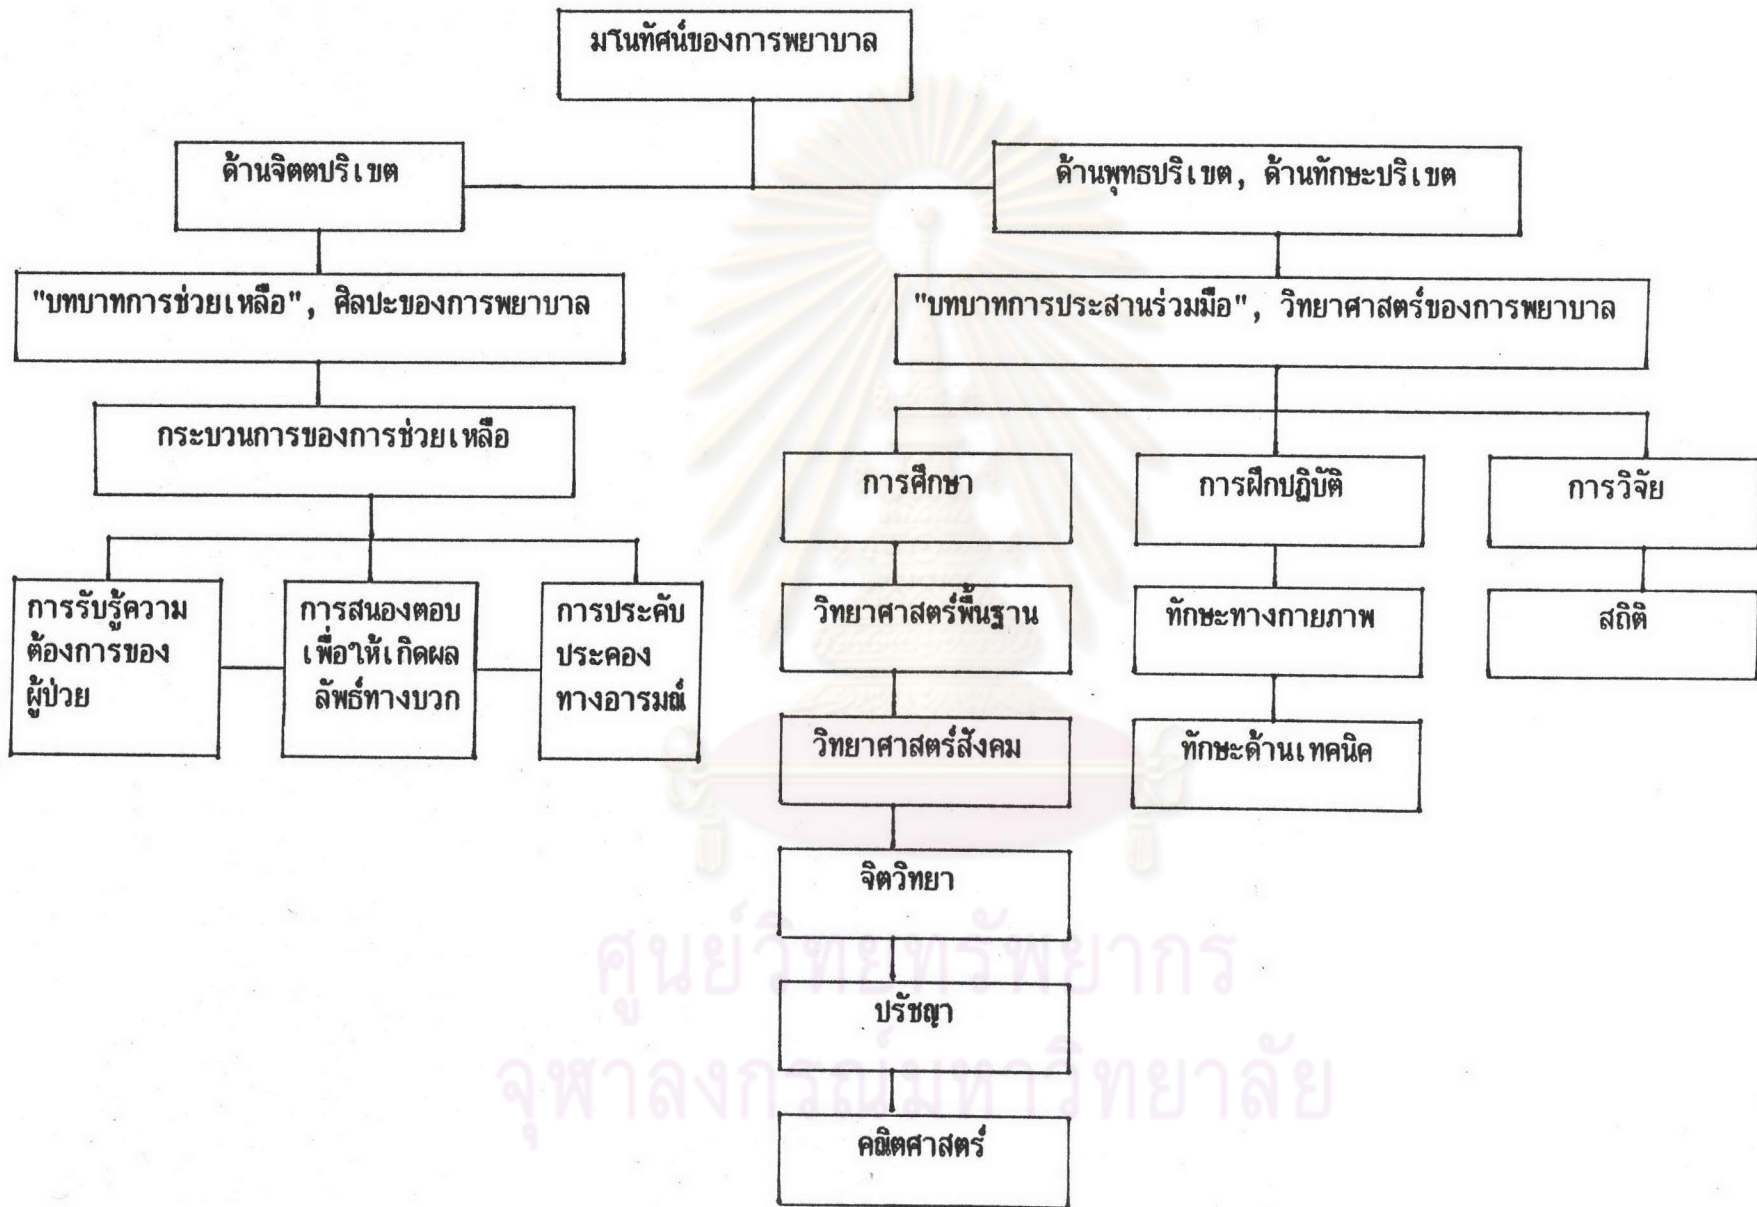 มโนทัศน์ของการพยาบาล
ด้านจิตตปริเขต
ด้านพุทธปริเขต, ด้านทักษะปริเขต
"บทบาทการช่วยเหลือ", ศิลปะของการพยาบาล
"บทบาทการประสานร่วมมือ", วิทยาศาสตร์ของการพยาบาล
กระบวนการของการช่วยเหลือ
การศึกษา
การฝึกปฏิบัติ
การวิจัย
การรับรู้ความ
ต้องการของ
ผู้ป่วย
การสนองตอบ
เพื่อให้เกิดผล
ลัพธ์ทางบวก
การประคับ
ประคอง
ทางอารมณ์
วิทยาศาสตร์พื้นฐาน
ทักษะทางกายภาพ
สถิติ
วิทยาศาสตร์สังคม
ทักษะด้านเทคนิค
จิตวิทยา
ปรัชญา
คณิตศาสตร์
ศูนย์วิทยทรัพยากร
จุฬาลงกรณ์มหาวิทยาลัย